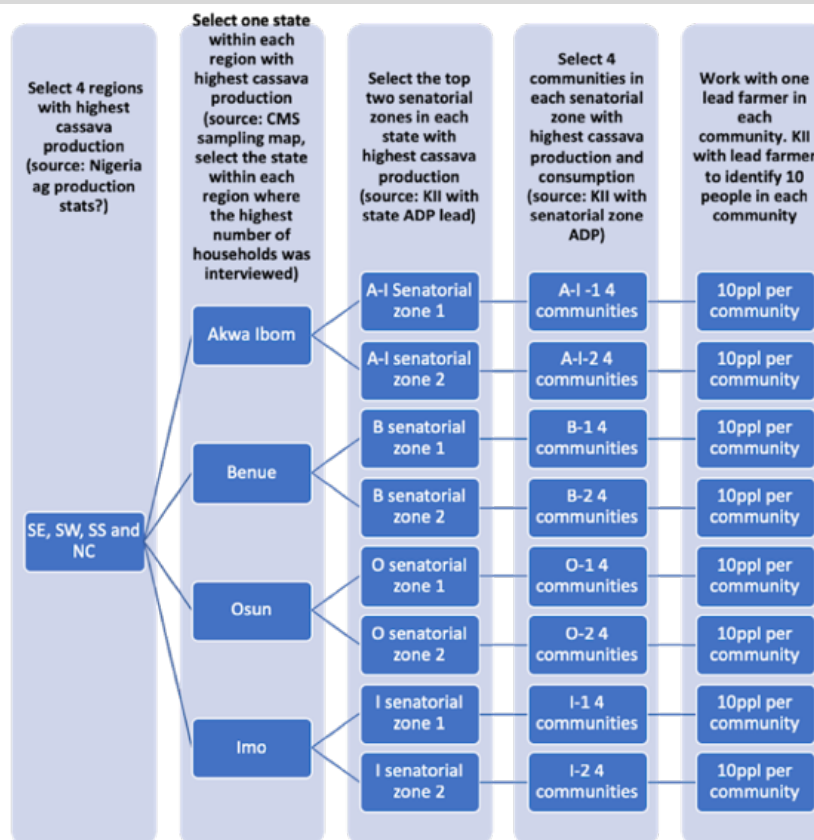 Select 4 regions
with highest
cassava
production
(source: Nigeria
ag production
stats?)
Select one state
within each
region with
highest cassava
production
(source: CMS
sampling map,
select the state
within each
region where
the highest
number of
households was
interviewed)
Select the top
two senatorial
zones in each
state with
highest cassava
production
(source: KII with
state ADP lead)
Select 4
communities in
each senatorial
zone with
highest cassava
production and
consumption
(source: KII with
senatorial zone
ADP)
Work with one
lead farmer in
each
community. KII
with lead farmer
to identify 10
people in each
community
SE, SW, SS and
NC
Akwa Ibom
Benue
Osun
Imo
A-I Senatorial
zone 1
A-I senatorial
zone 2
B senatorial
zone 1
B senatorial
zone 2
O senatorial
zone 1
O senatorial
zone 2
I senatorial
zone 1
I senatorial
zone 2
A-I -1 4
communities
A-I-2 4
communities
B-1 4
communities
B-2 4
communities
O-1 4
communities
O-2 4
communities
I-1 4
communities
I-2 4
communities
10ppl per
community
10ppl per
community
10ppl per
community
10ppl per
community
10ppl per
community
10ppl per
community
10ppl per
community
10ppl per
community